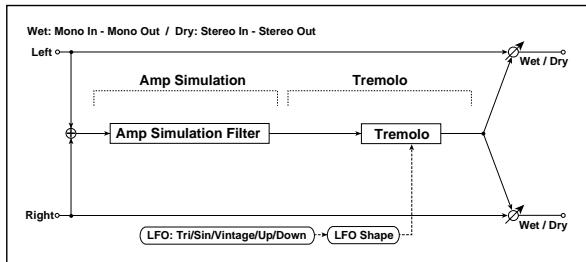 Wet: Mono In - Mono Out / Dry: Stereo In - Stereo Out
Left
Wet / Dry
Amp Simulation
Tremolo
Amp Simulation Filter
Tremolo
Right
Wet / Dry
LFO: Tri/Sin/Vintage/Up/Down
LFO Shape